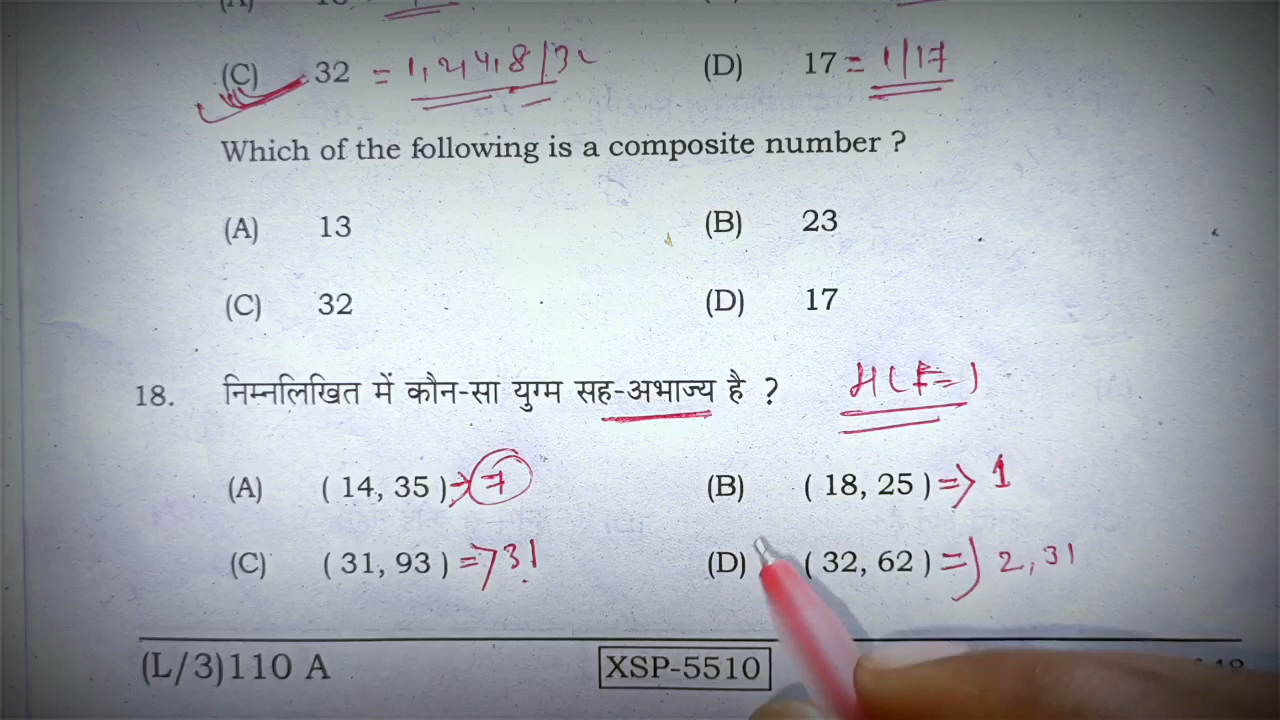 (C) 32 = 1, 2, 4, 8 / 32 (D) 17 = 1/17
Which of the following is a composite number ?
(A) 13 (B) 23
(C) 32 (D) 17
18. निम्नलिखित में कौन-सा युग्म सह-अभाज्य है ? HCF=1
(A) ( 14, 35 ) → 7 (B) ( 18, 25 ) ⇒ 1
(C) ( 31, 93 ) ⇒ 31 (D) ( 32, 62 ) ⇒ 2, 31
(L/3)110 A XSP-5510